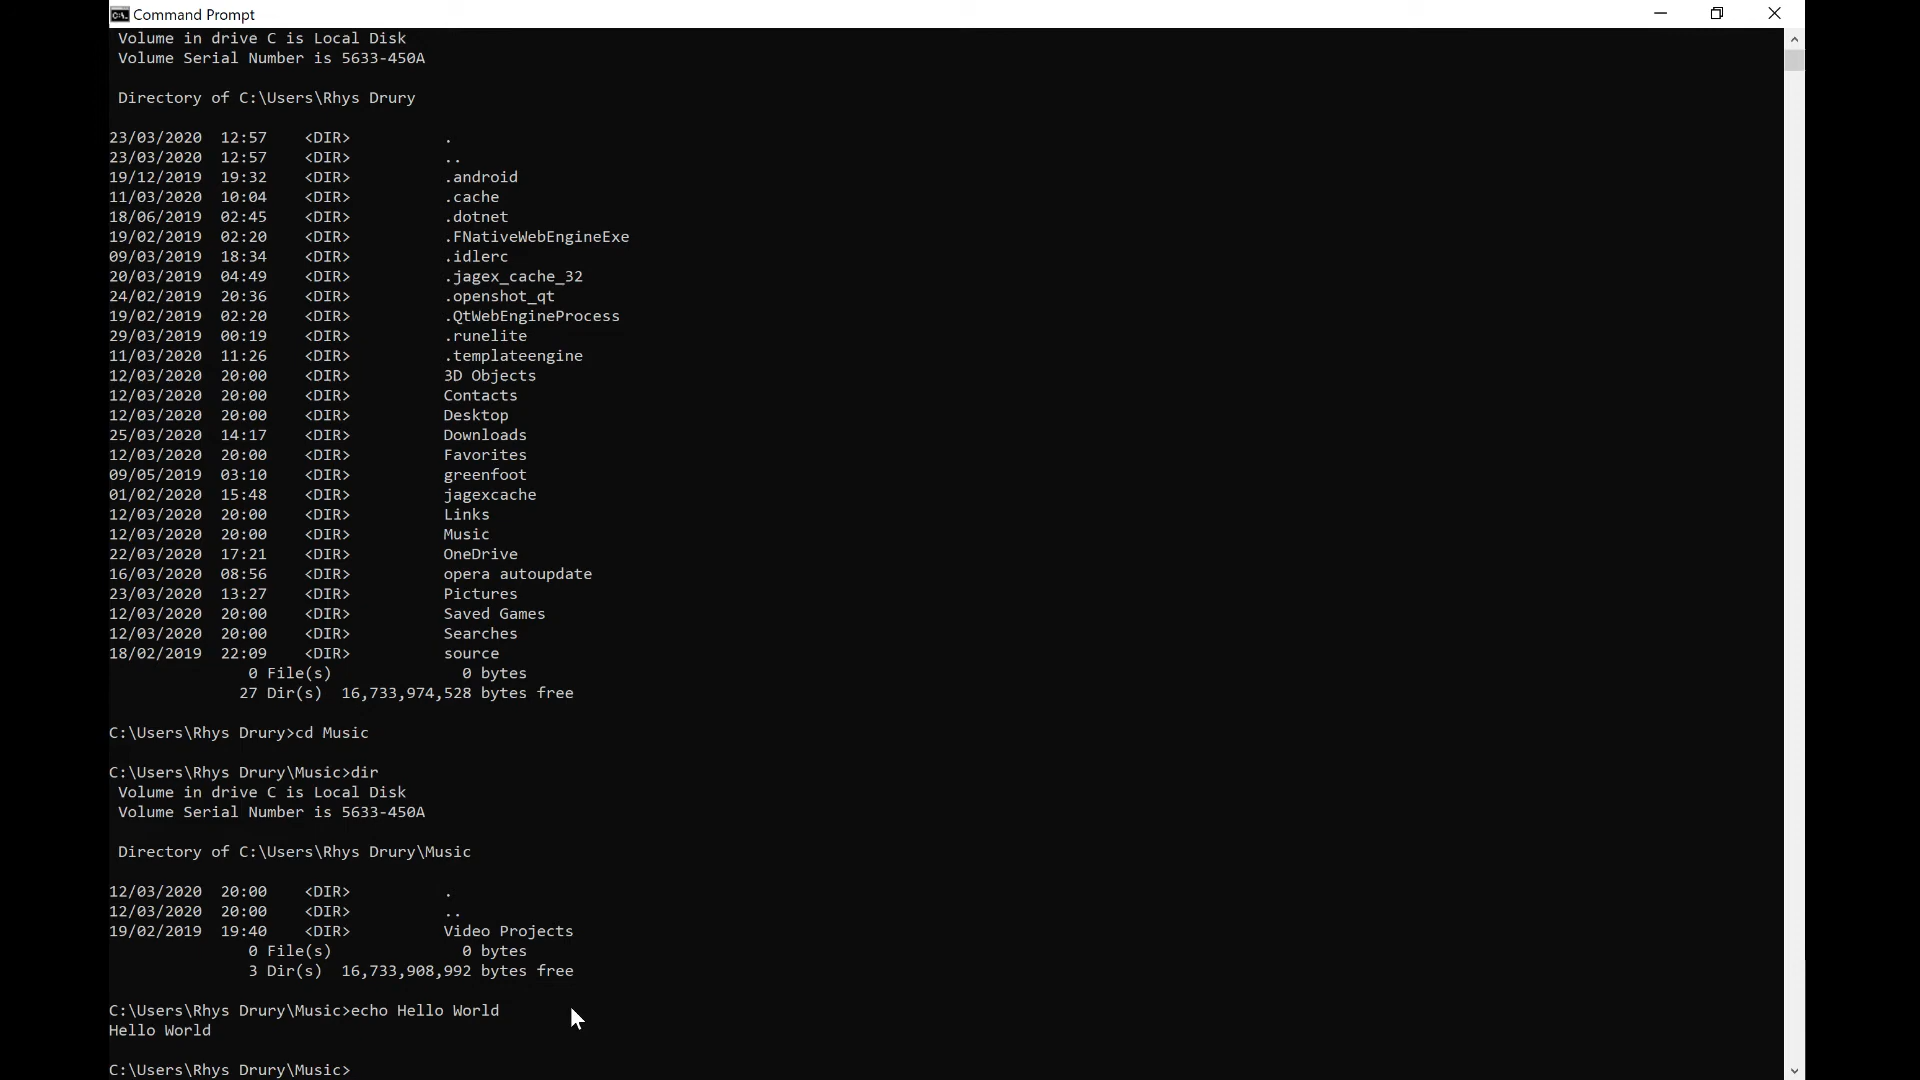 Command Prompt
Volume in drive C is Local Disk
Volume Serial Number is 5633-450A
Directory of C:\Users\Rhys Drury
23/03/2020  12:57    <DIR>          .
23/03/2020  12:57    <DIR>          ..
19/12/2019  19:32    <DIR>          .android
11/03/2020  10:04    <DIR>          .cache
18/06/2019  02:45    <DIR>          .dotnet
19/02/2019  02:20    <DIR>          .FNativeWebEngineExe
09/03/2019  18:34    <DIR>          .idlerc
20/03/2019  04:49    <DIR>          .jagex_cache_32
24/02/2019  20:36    <DIR>          .openshot_qt
19/02/2019  02:20    <DIR>          .QtWebEngineProcess
29/03/2019  00:19    <DIR>          .runelite
11/03/2020  11:26    <DIR>          .templateengine
12/03/2020  20:00    <DIR>          3D Objects
12/03/2020  20:00    <DIR>          Contacts
12/03/2020  20:00    <DIR>          Desktop
25/03/2020  14:17    <DIR>          Downloads
12/03/2020  20:00    <DIR>          Favorites
09/05/2019  03:10    <DIR>          greenfoot
01/02/2020  15:48    <DIR>          jagexcache
12/03/2020  20:00    <DIR>          Links
12/03/2020  20:00    <DIR>          Music
22/03/2020  17:21    <DIR>          OneDrive
16/03/2020  08:56    <DIR>          opera autoupdate
23/03/2020  13:27    <DIR>          Pictures
12/03/2020  20:00    <DIR>          Saved Games
12/03/2020  20:00    <DIR>          Searches
18/02/2019  22:09    <DIR>          source
0 File(s)              0 bytes
27 Dir(s)  16,733,974,528 bytes free
C:\Users\Rhys Drury>cd Music
C:\Users\Rhys Drury\Music>dir
Volume in drive C is Local Disk
Volume Serial Number is 5633-450A
Directory of C:\Users\Rhys Drury\Music
12/03/2020  20:00    <DIR>          .
12/03/2020  20:00    <DIR>          ..
19/02/2019  19:40    <DIR>          Video Projects
0 File(s)              0 bytes
3 Dir(s)  16,733,908,992 bytes free
C:\Users\Rhys Drury\Music>echo Hello World
Hello World
C:\Users\Rhys Drury\Music>